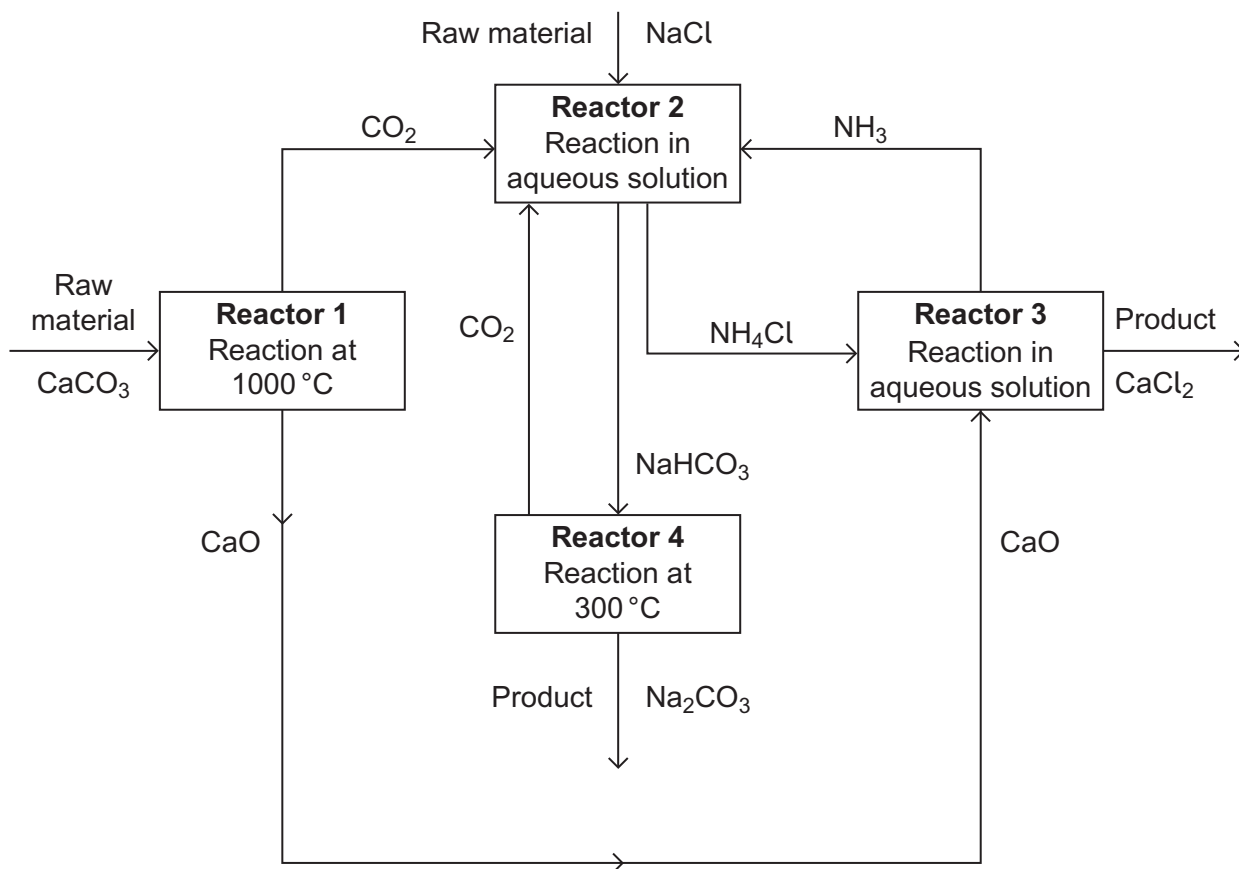 Raw material NaCl
Reactor 2
Reaction in
aqueous solution
CO₂
NH₃
Raw
material
CaCO₃
Reactor 1
Reaction at
1000 °C
CO₂
NH₄Cl
Reactor 3
Reaction in
aqueous solution
Product
CaCl₂
NaHCO₃
CaO
Reactor 4
Reaction at
300 °C
CaO
Product Na₂CO₃